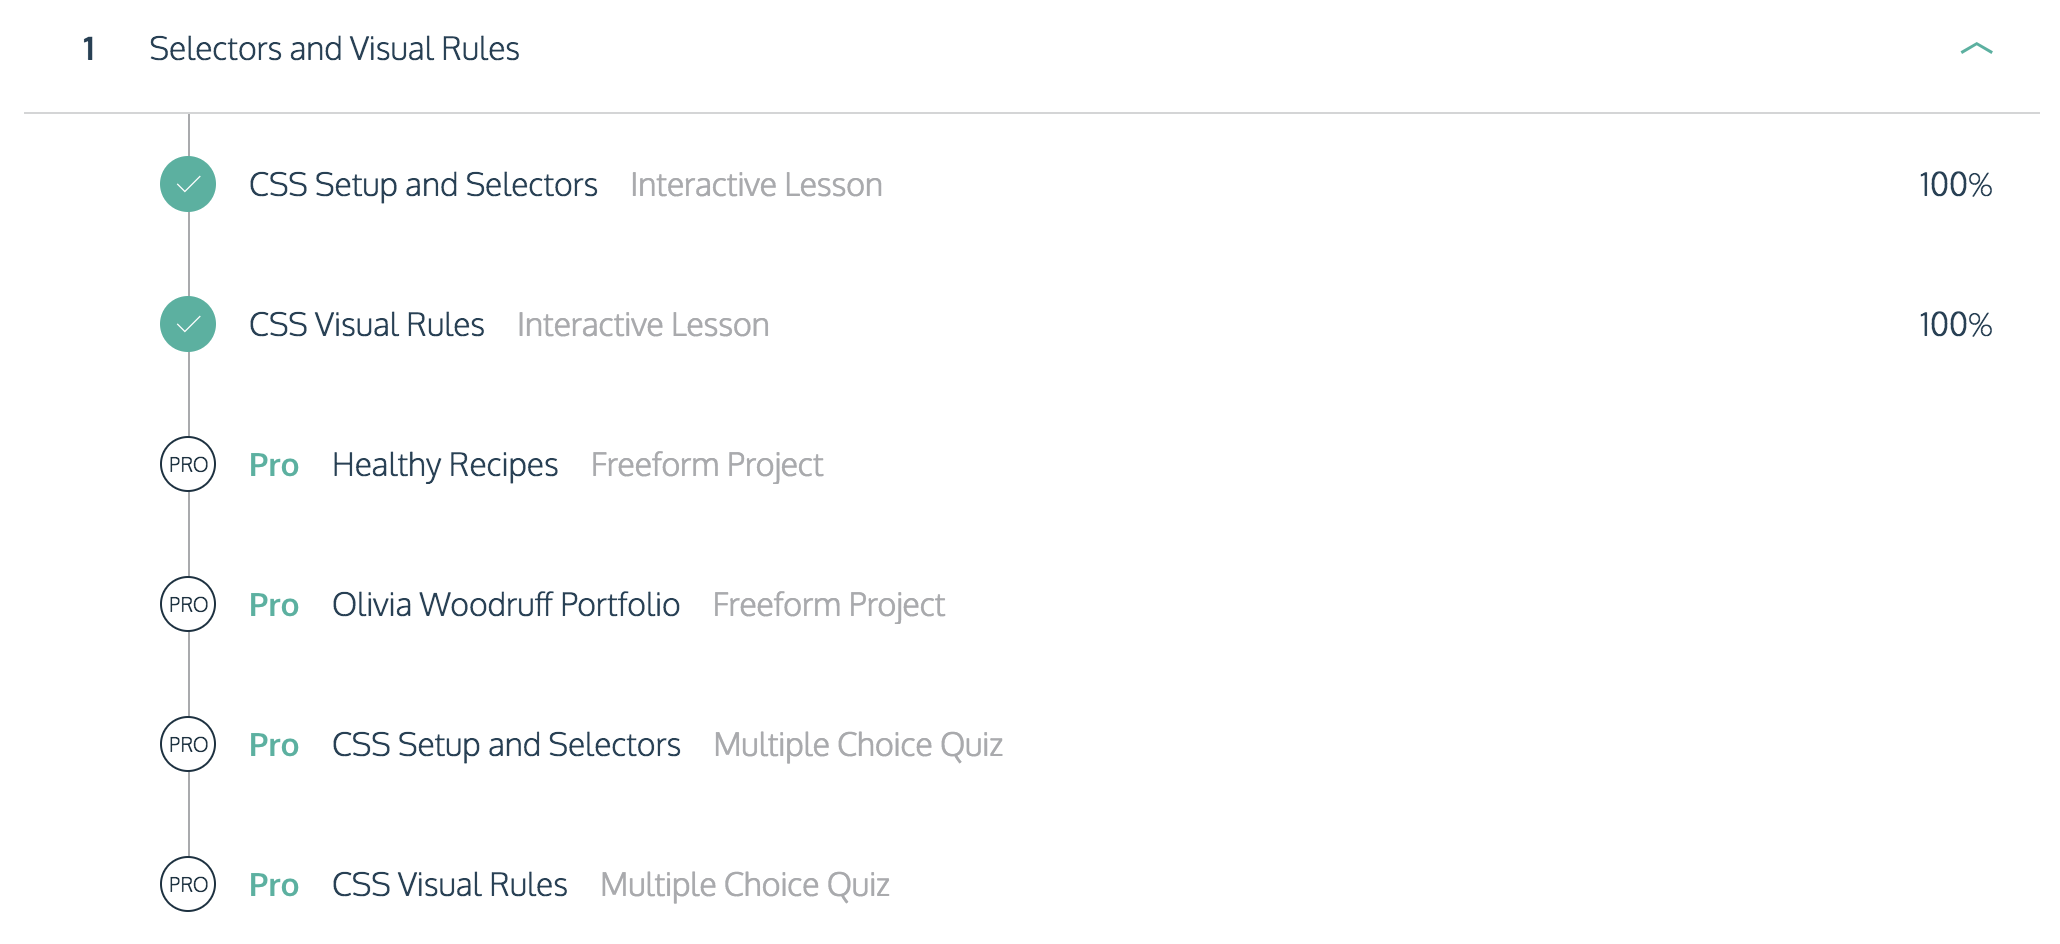 1 Selectors and Visual Rules
CSS Setup and Selectors Interactive Lesson 100%
CSS Visual Rules Interactive Lesson 100%
PRO Pro Healthy Recipes Freeform Project
PRO Pro Olivia Woodruff Portfolio Freeform Project
PRO Pro CSS Setup and Selectors Multiple Choice Quiz
PRO Pro CSS Visual Rules Multiple Choice Quiz